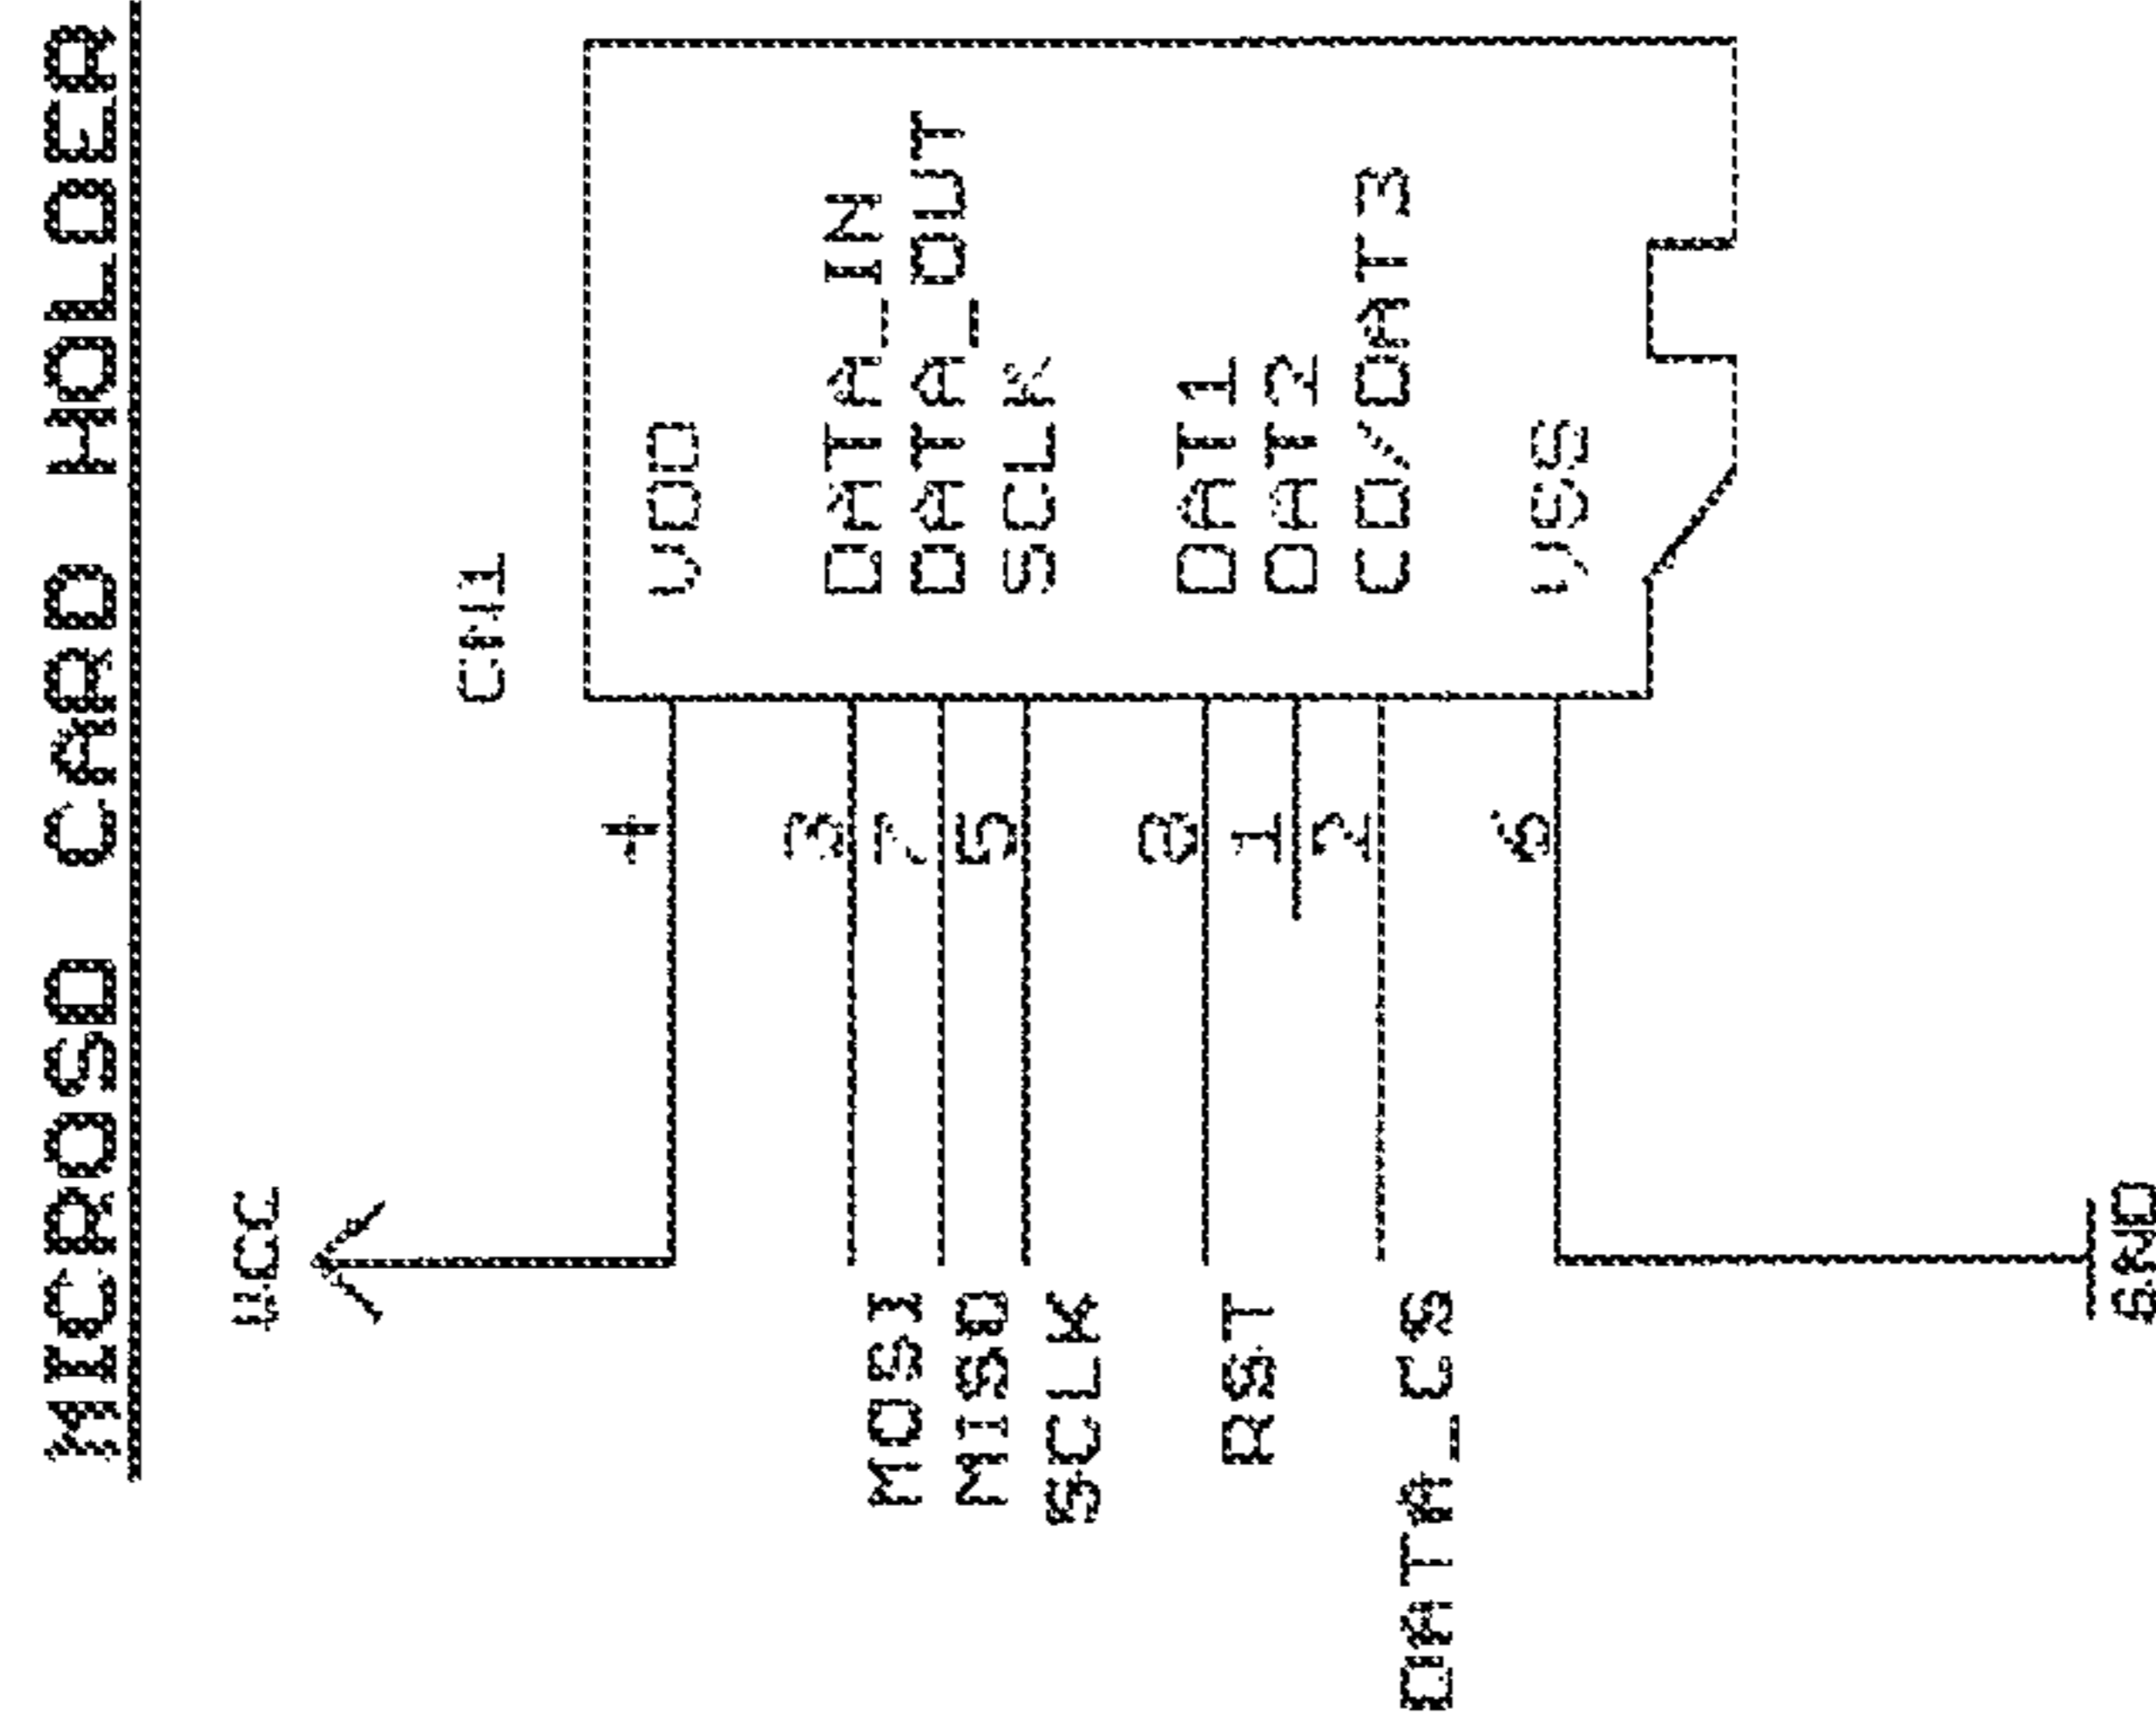 MICROSD CARD HOLDER
VCC
CN1
4 VDD
MOSI 3 DATA_IN
MISO 7 DATA_OUT
SCLK 5 SCLK
RST 8 DAT1
1 DAT2
DATA_CS 2 CD/DAT3
6 VSS
GND